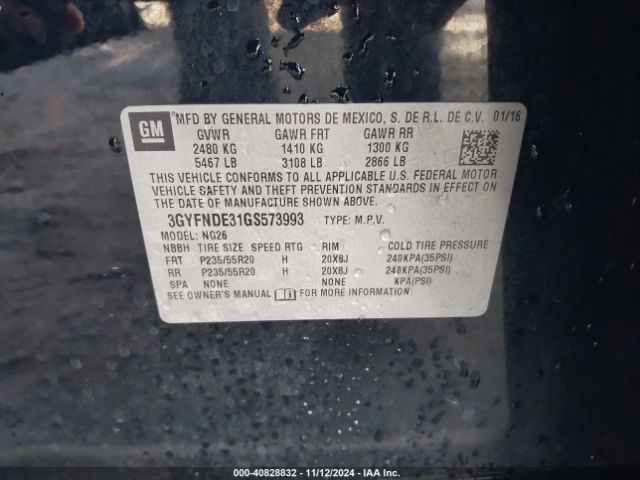 GM
MFD BY GENERAL MOTORS DE MEXICO, S. DE R.L. DE C.V. 01/16
GVWR GAWR FRT GAWR RR
2480 KG 1410 KG 1300 KG
5467 LB 3108 LB 2866 LB
THIS VEHICLE CONFORMS TO ALL APPLICABLE U.S. FEDERAL MOTOR
VEHICLE SAFETY AND THEFT PREVENTION STANDARDS IN EFFECT ON
THE DATE OF MANUFACTURE SHOWN ABOVE.
3GYFNDE31GS573993 TYPE: M.P.V.
MODEL: NG26
NBBH TIRE SIZE SPEED RTG RIM COLD TIRE PRESSURE
FRT P235/55R20 H 20X8J 240KPA(35PSI)
RR P235/55R20 H 20X8J 240KPA(35PSI)
SPA NONE NONE KPA(PSI)
SEE OWNER'S MANUAL FOR MORE INFORMATION
000-40828832 - 11/12/2024 - IAA Inc.